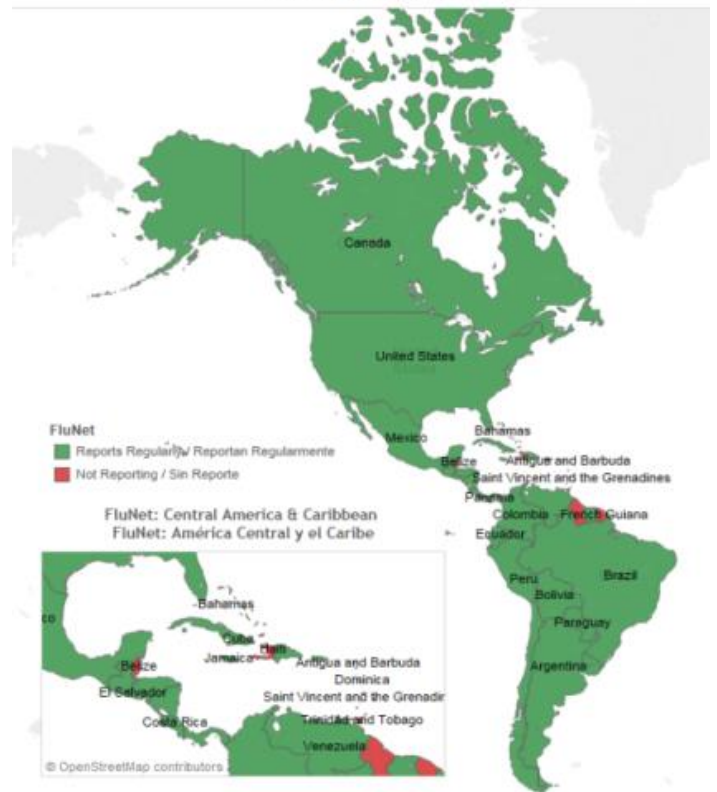 Canada
United States
FluNet
Reports Regularly / Reportan Regularmente
Not Reporting / Sin Reporte
Mexico
Bahamas
Belize
Antigua and Barbuda
Saint Vincent and the Grenadines
Panama
Colombia
French Guiana
Ecuador
Peru
Brazil
Bolivia
Paraguay
Argentina
FluNet: Central America & Caribbean
FluNet: América Central y el Caribe
co
Bahamas
Cuba
Haiti
Jamaica
Belize
Antigua and Barbuda
Dominica
El Salvador
Saint Vincent and the Grenadir
Costa Rica
Trinidad and Tobago
Venezuela
© OpenStreetMap contributors